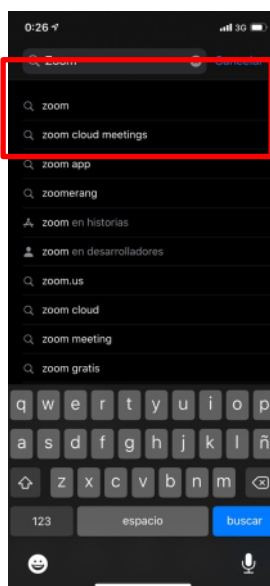 0:26 3G
Zoom Cancelar
zoom
zoom cloud meetings
zoom app
zoomerang
zoom en historias
zoom en desarrolladores
zoom.us
zoom cloud
zoom meeting
zoom gratis
q w e r t y u i o p
a s d f g h j k l ñ
z x c v b n m
123 espacio buscar